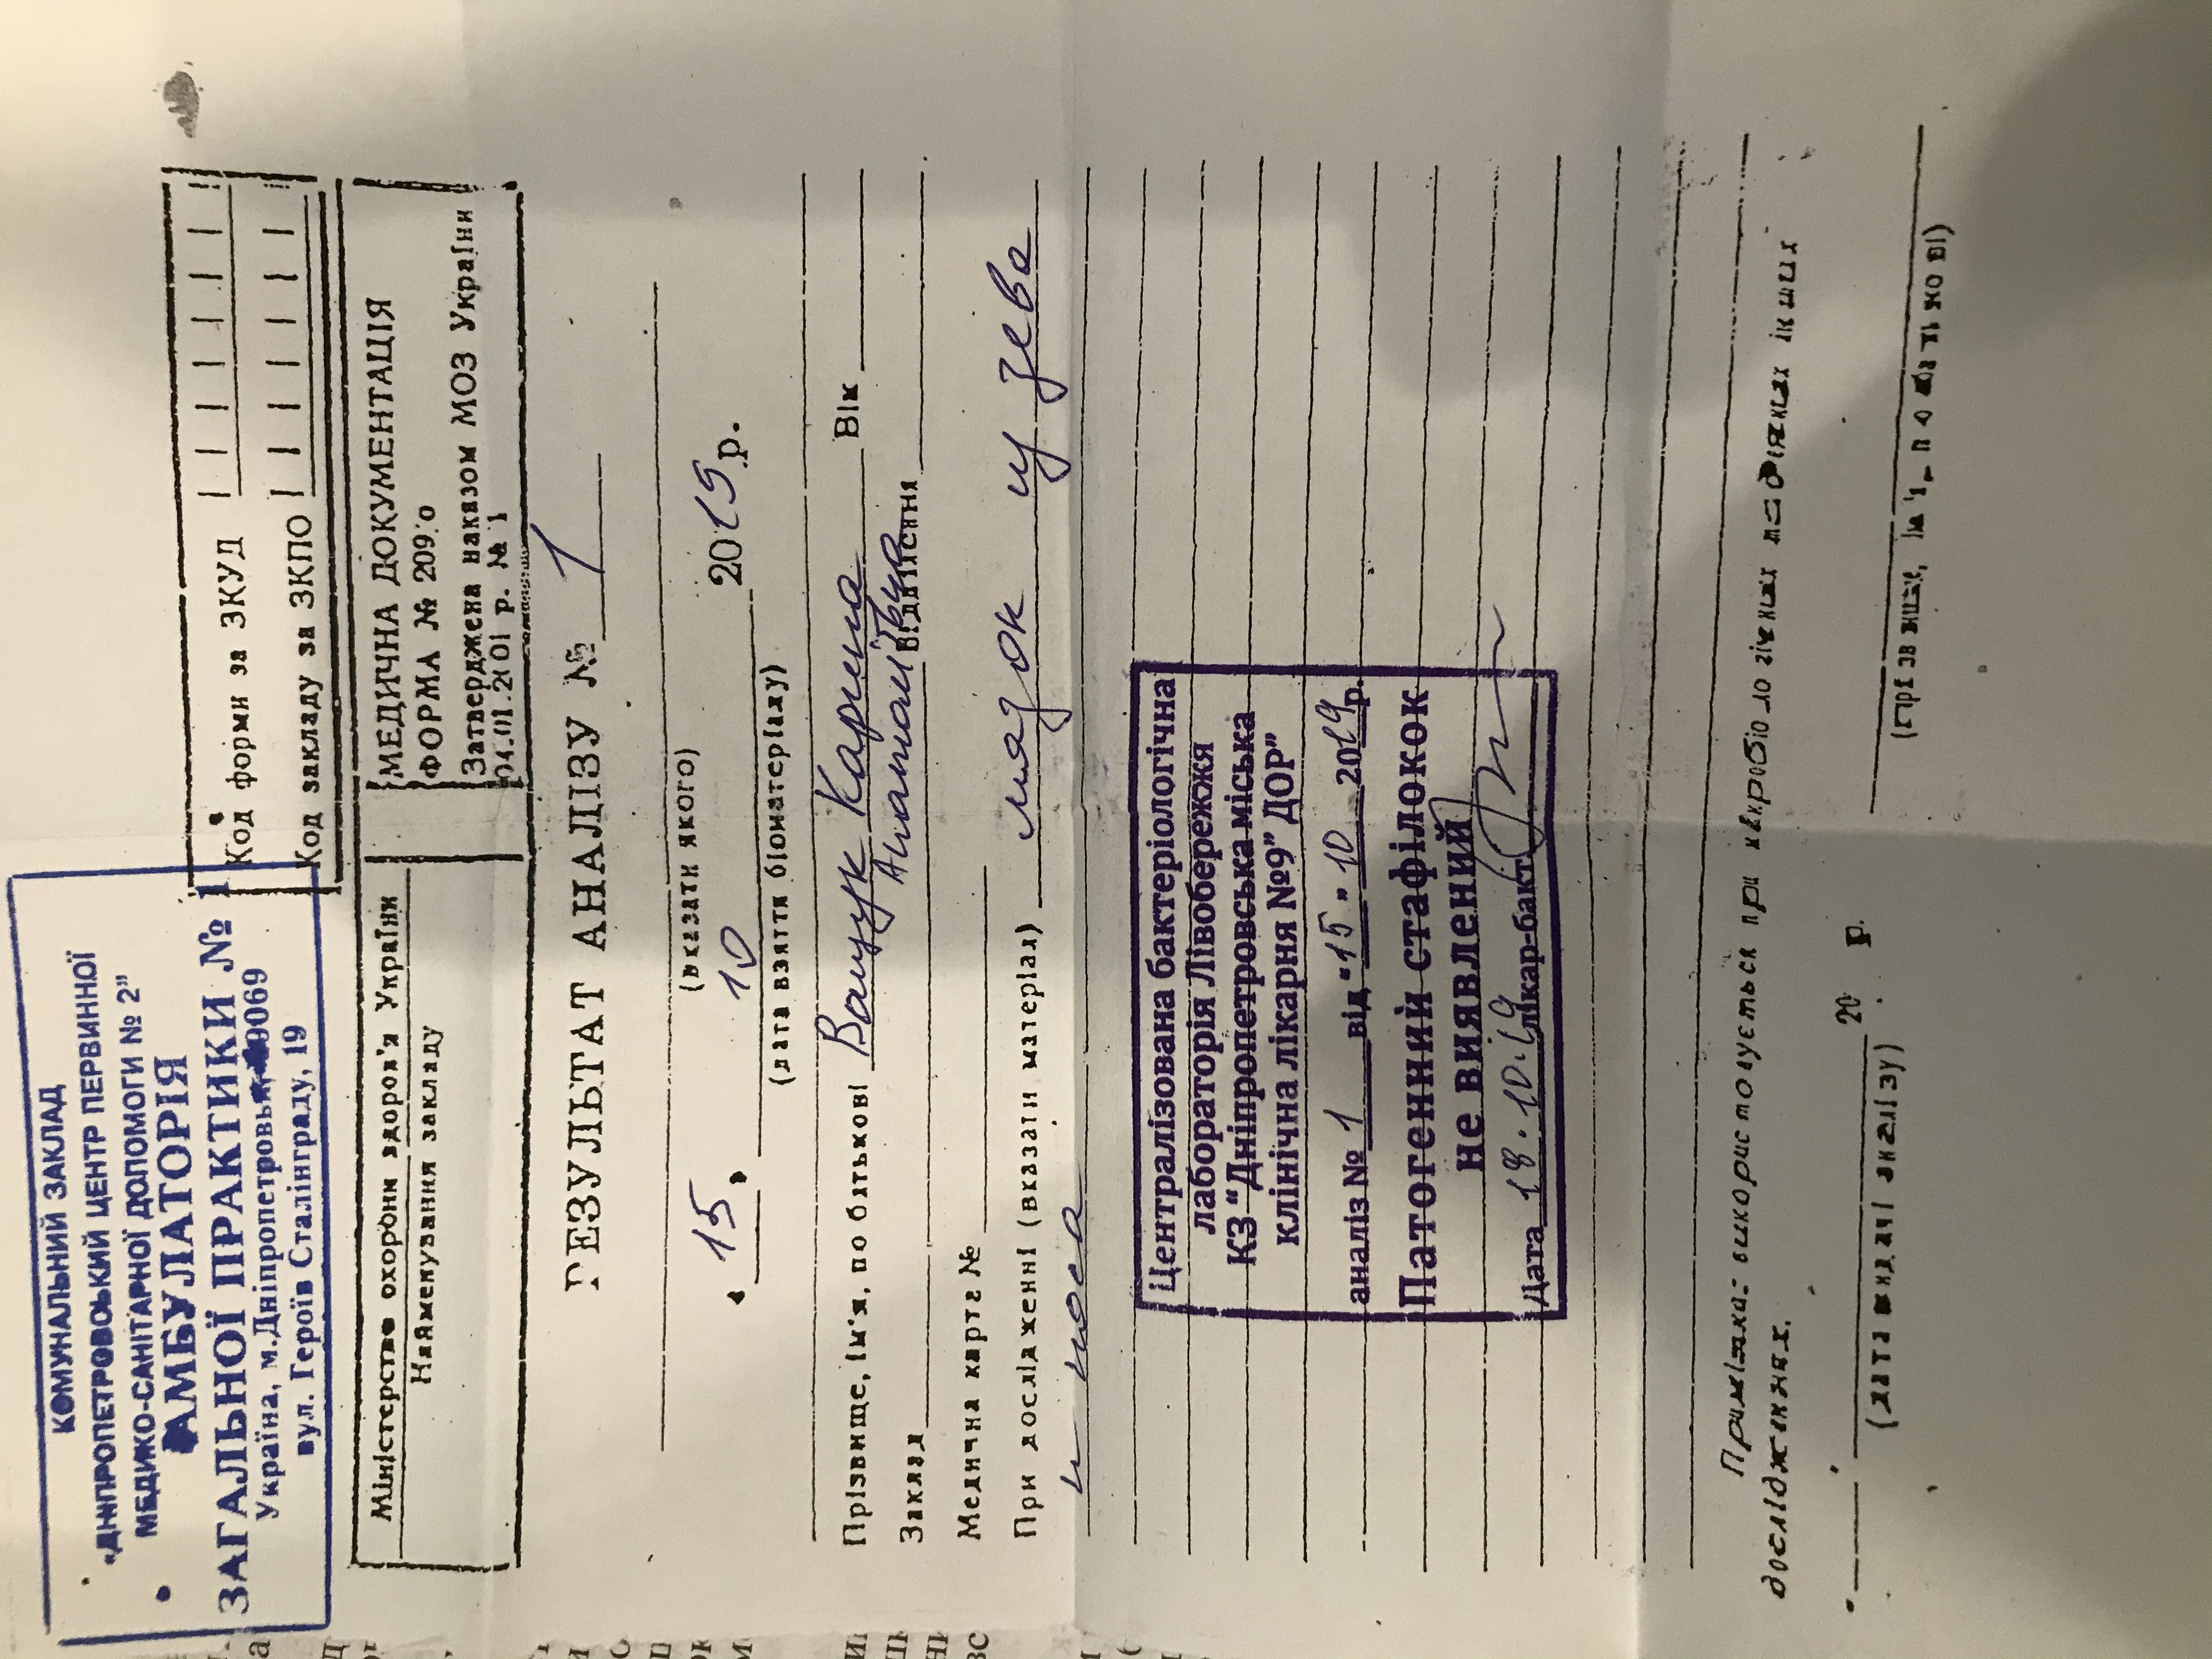 КОМУНАЛЬНИЙ ЗАКЛАД
«ДНІПРОПЕТРОВСЬКИЙ ЦЕНТР ПЕРВИННОЇ
МЕДИКО-САНІТАРНОЇ ДОПОМОГИ № 2”
АМБУЛАТОРІЯ
ЗАГАЛЬНОЇ ПРАКТИКИ № 1
Україна, м.Дніпропетровськ, 49069
вул. Героїв Сталінграду, 19
Код форми за ЗКУД
Код закладу за ЗКПО
Міністерство охорони здоров'я України
Найменування закладу
МЕДИЧНА ДОКУМЕНТАЦІЯ
ФОРМА № 209/о
Затверджена наказом МОЗ України
04.01.2001 р. № 1
РЕЗУЛЬТАТ АНАЛІЗУ № 1
(вказати якого)
"15" 10 2019 р.
(дата взяття біоматеріалу)
Прізвище, ім'я, по батькові Ващук Карина Вік
Анатоліївна
Заклад Відділення
Медична карта №
При дослідженні (вказати матеріал) мазок из зева
и носа
Централізована бактеріологічна
лабораторія Лівобережжя
КЗ “Дніпропетровська міська
клінічна лікарня №9” ДОР”
аналіз № 1 від “15” 10 2019р.
Патогенний стафілокок
не виявлений
Дата 18.10.19 лікар-бакт.
Примітка: використовується при мікробіологічних та деяких інших
дослідженнях.
" " 20 р.
(дата видачі аналізу)
(прізвище, ім'я, по батькові)